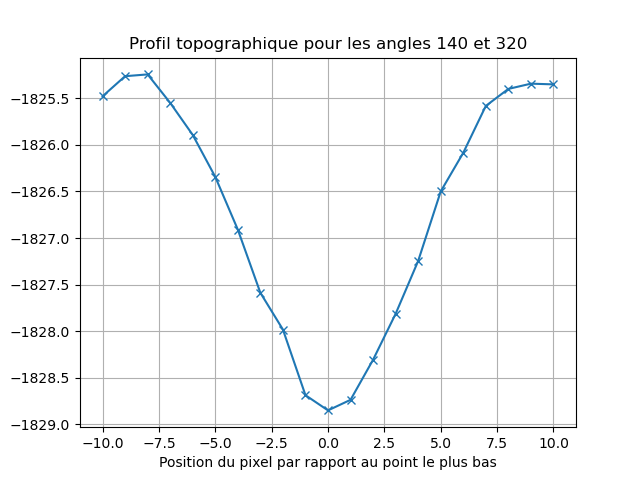 Profil topographique pour les angles 140 et 320
−1825.5
−1826.0
−1826.5
−1827.0
−1827.5
−1828.0
−1828.5
−1829.0
−10.0 −7.5 −5.0 −2.5 0.0 2.5 5.0 7.5 10.0
Position du pixel par rapport au point le plus bas